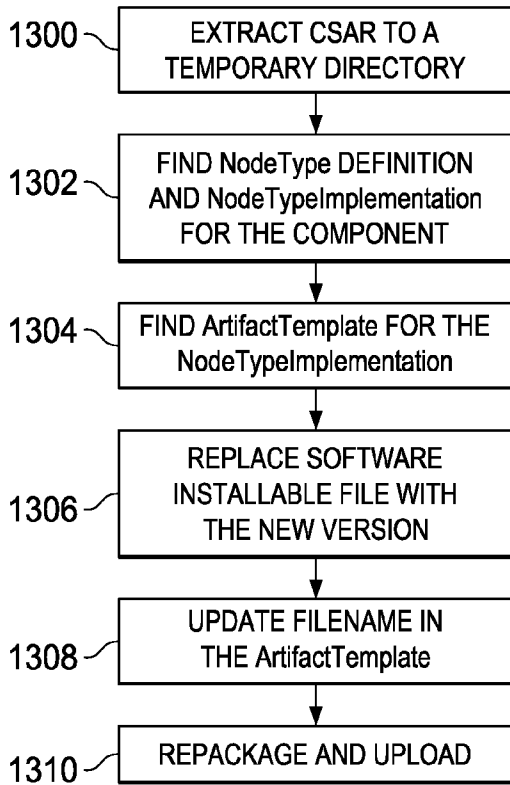 1300
EXTRACT CSAR TO A
TEMPORARY DIRECTORY
1302
FIND NodeType DEFINITION
AND NodeTypeImplementation
FOR THE COMPONENT
1304
FIND ArtifactTemplate FOR THE
NodeTypeImplementation
1306
REPLACE SOFTWARE
INSTALLABLE FILE WITH
THE NEW VERSION
1308
UPDATE FILENAME IN
THE ArtifactTemplate
1310
REPACKAGE AND UPLOAD